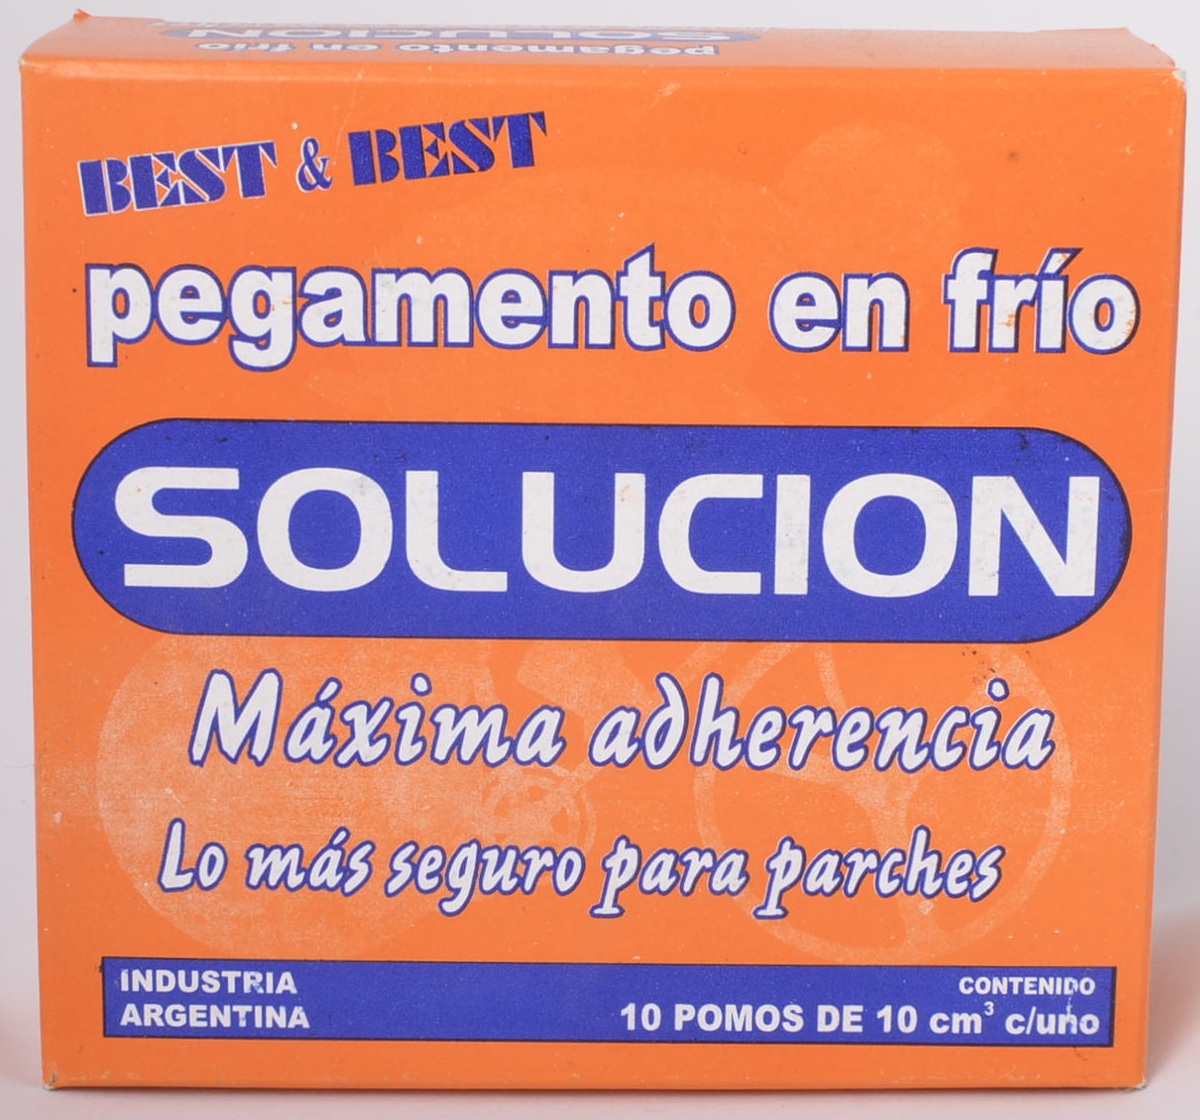 SOLUCION
pegamento en frío
BEST & BEST
pegamento en frío
SOLUCION
Máxima adherencia
Lo más seguro para parches
INDUSTRIA
ARGENTINA
CONTENIDO
10 POMOS DE 10 cm³ c/uno